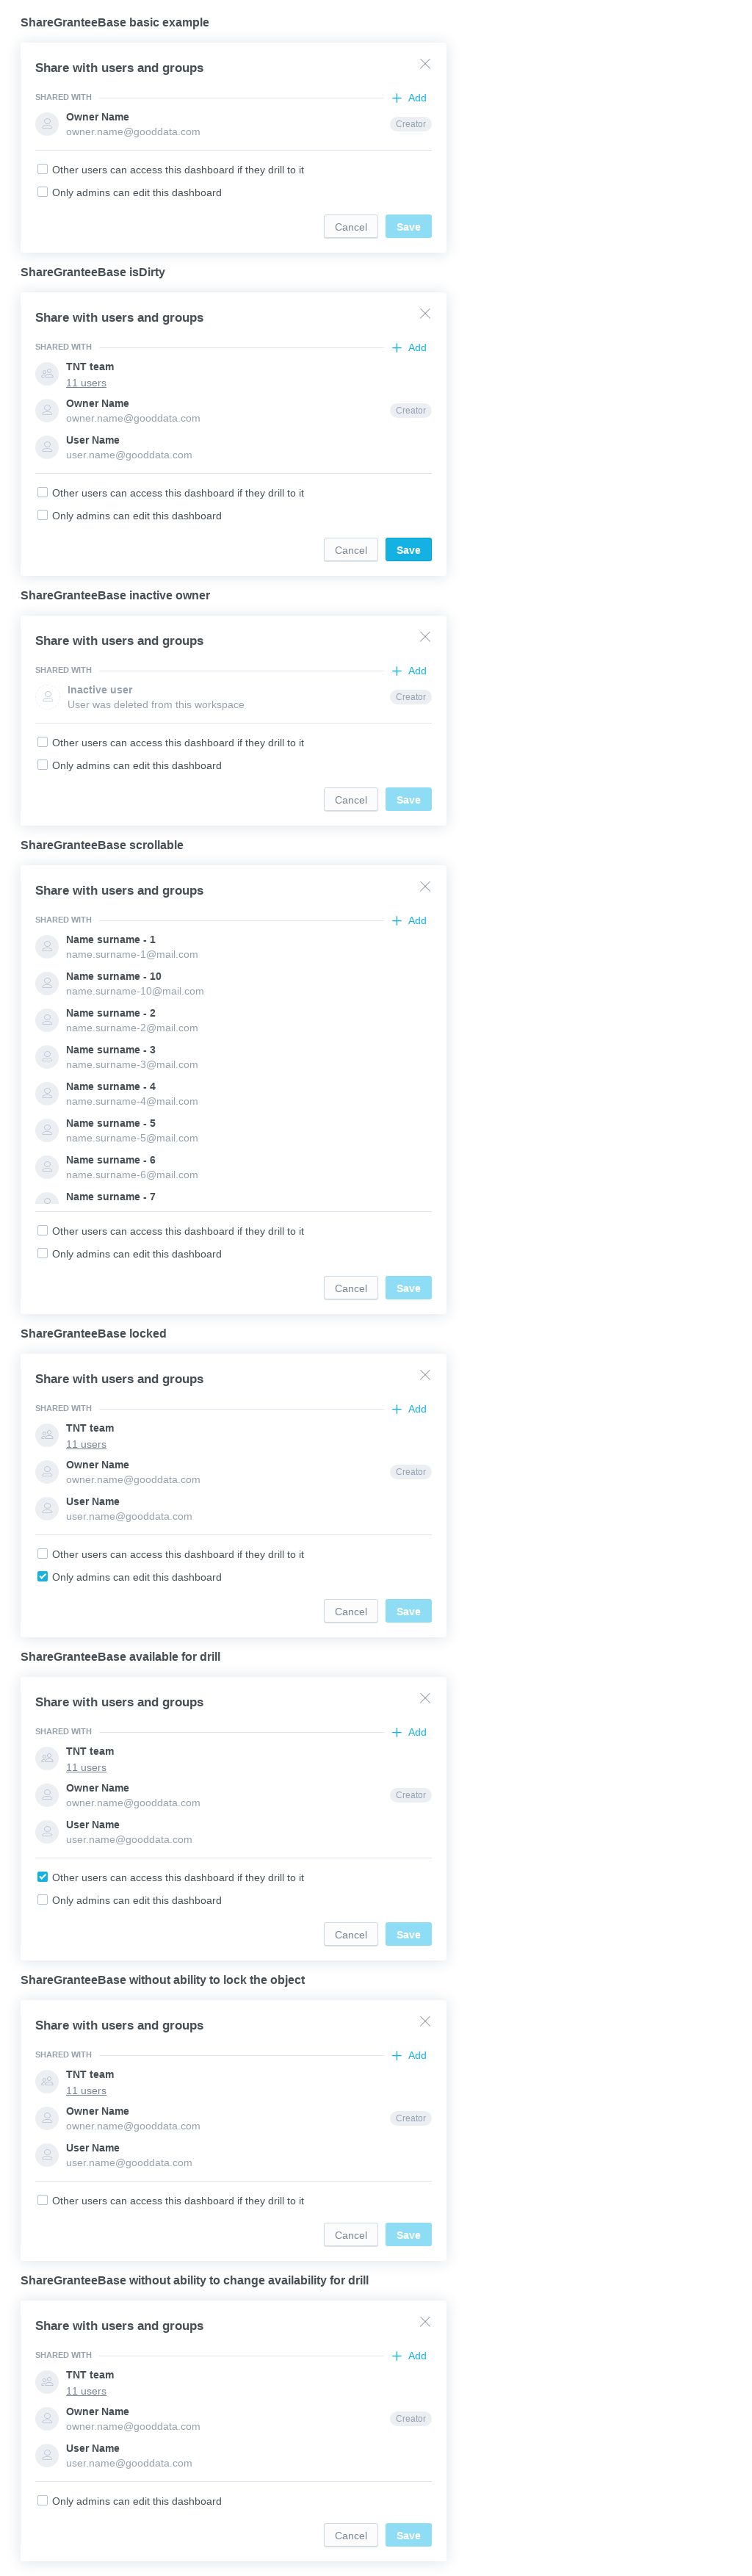 ShareGranteeBase basic example
Share with users and groups
SHARED WITH Add
Owner Name
owner.name@gooddata.com
Creator
Other users can access this dashboard if they drill to it
Only admins can edit this dashboard
Cancel Save
ShareGranteeBase isDirty
Share with users and groups
SHARED WITH Add
TNT team
11 users
Owner Name
owner.name@gooddata.com
Creator
User Name
user.name@gooddata.com
Other users can access this dashboard if they drill to it
Only admins can edit this dashboard
Cancel Save
ShareGranteeBase inactive owner
Share with users and groups
SHARED WITH Add
Inactive user
User was deleted from this workspace
Creator
Other users can access this dashboard if they drill to it
Only admins can edit this dashboard
Cancel Save
ShareGranteeBase scrollable
Share with users and groups
SHARED WITH Add
Name surname - 1
name.surname-1@mail.com
Name surname - 10
name.surname-10@mail.com
Name surname - 2
name.surname-2@mail.com
Name surname - 3
name.surname-3@mail.com
Name surname - 4
name.surname-4@mail.com
Name surname - 5
name.surname-5@mail.com
Name surname - 6
name.surname-6@mail.com
Name surname - 7
Other users can access this dashboard if they drill to it
Only admins can edit this dashboard
Cancel Save
ShareGranteeBase locked
Share with users and groups
SHARED WITH Add
TNT team
11 users
Owner Name
owner.name@gooddata.com
Creator
User Name
user.name@gooddata.com
Other users can access this dashboard if they drill to it
Only admins can edit this dashboard
Cancel Save
ShareGranteeBase available for drill
Share with users and groups
SHARED WITH Add
TNT team
11 users
Owner Name
owner.name@gooddata.com
Creator
User Name
user.name@gooddata.com
Other users can access this dashboard if they drill to it
Only admins can edit this dashboard
Cancel Save
ShareGranteeBase without ability to lock the object
Share with users and groups
SHARED WITH Add
TNT team
11 users
Owner Name
owner.name@gooddata.com
Creator
User Name
user.name@gooddata.com
Other users can access this dashboard if they drill to it
Cancel Save
ShareGranteeBase without ability to change availability for drill
Share with users and groups
SHARED WITH Add
TNT team
11 users
Owner Name
owner.name@gooddata.com
Creator
User Name
user.name@gooddata.com
Only admins can edit this dashboard
Cancel Save